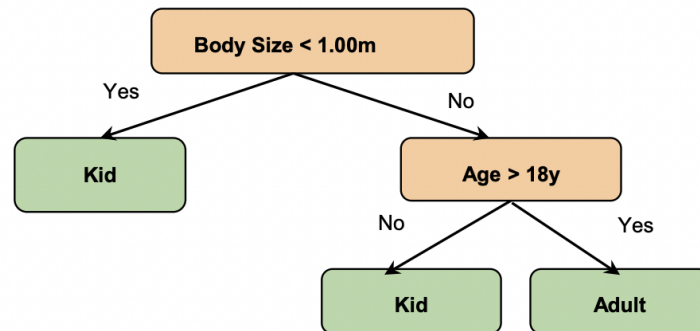 Body Size < 1.00m
Yes
No
Kid
Age > 18y
No
Yes
Kid
Adult